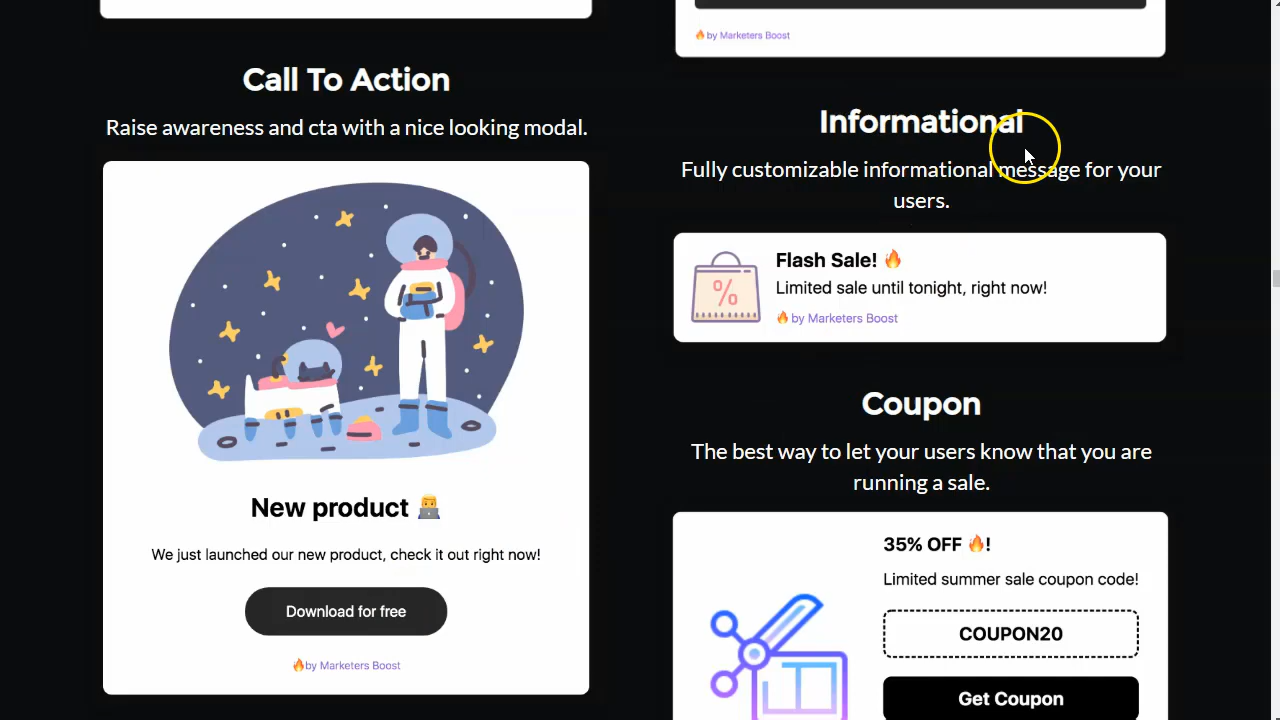 🔥by Marketers Boost
Call To Action
Raise awareness and cta with a nice looking modal.
New product 👨‍💻
We just launched our new product, check it out right now!
Download for free
🔥by Marketers Boost
Informational
Fully customizable informational message for your
users.
%
Flash Sale! 🔥
Limited sale until tonight, right now!
🔥 by Marketers Boost
Coupon
The best way to let your users know that you are
running a sale.
35% OFF 🔥!
Limited summer sale coupon code!
COUPON20
Get Coupon